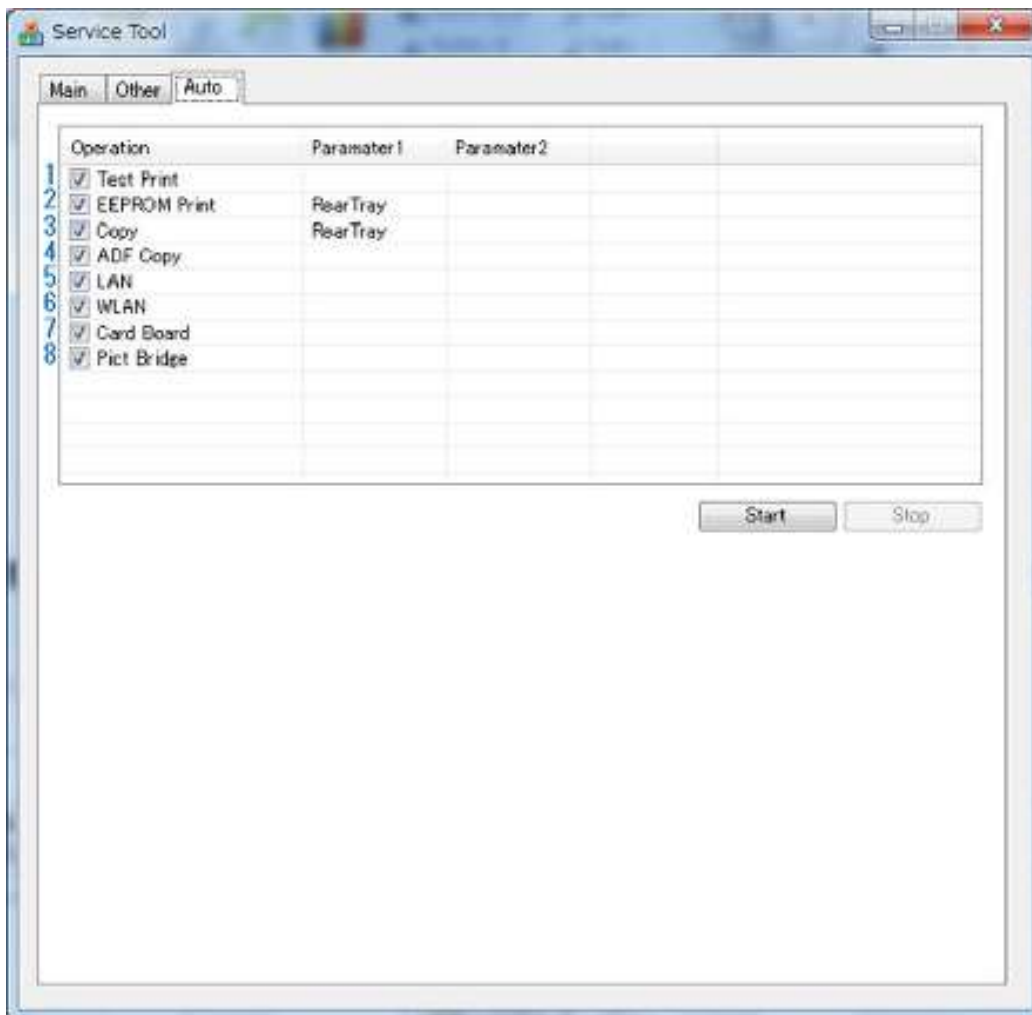 Service Tool
Main Other Auto
Operation Paramater1 Paramater2
1 Test Print
2 EEPROM Print RearTray
3 Copy RearTray
4 ADF Copy
5 LAN
6 WLAN
7 Card Board
8 Pict Bridge
Start Stop